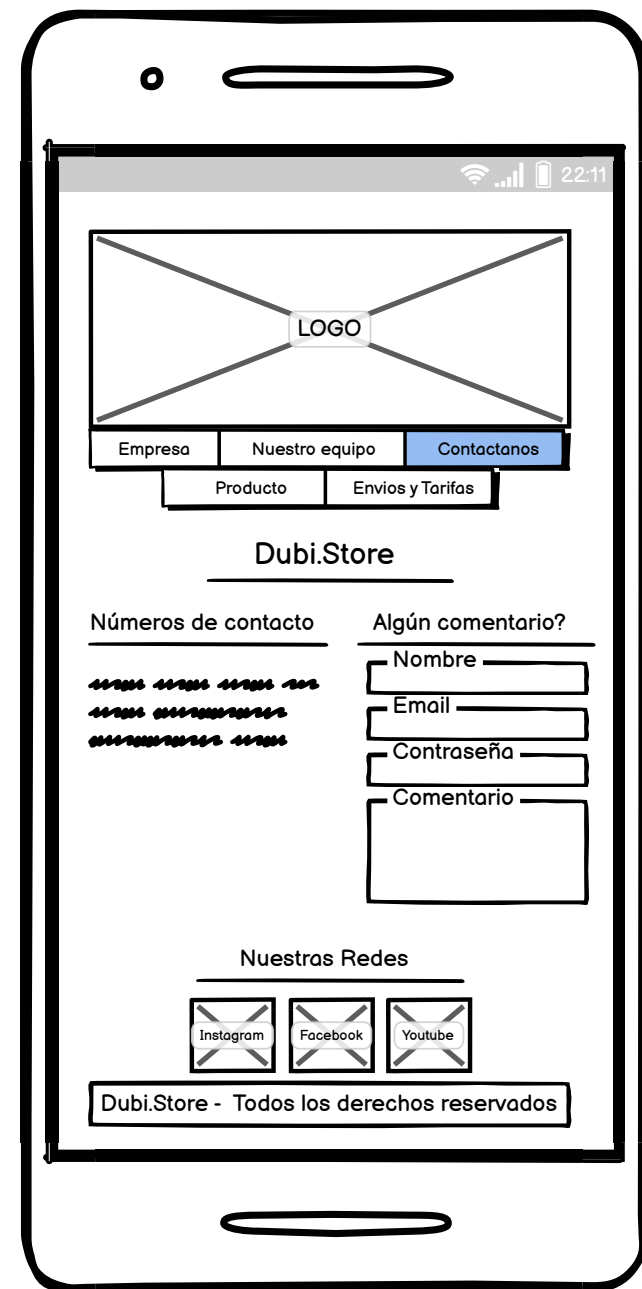 22:11
LOGO
Empresa Nuestro equipo Contactanos
Producto Envios y Tarifas
Dubi.Store
Números de contacto
Algún comentario?
Nombre
Email
Contraseña
Comentario
Nuestras Redes
Instagram Facebook Youtube
Dubi.Store - Todos los derechos reservados